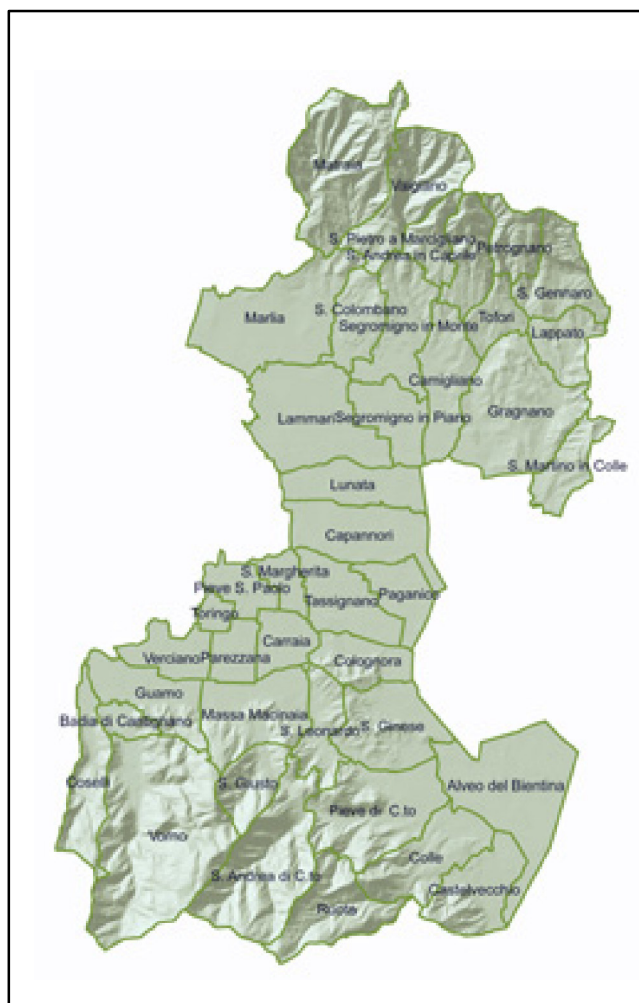 Matraia
Valgiano
S. Pietro a Marcigliano
S. Andrea in Caprile
Petrognano
S. Gennaro
S. Colombano
Marlia
Segromigno in Monte
Tofori
Lappato
Camigliano
Gragnano
Lammari
Segromigno in Piano
S. Martino in Colle
Lunata
Capannori
S. Margherita
Pieve S. Paolo
Paganico
Tassignano
Toringo
Carraia
Verciano
Parezzana
Colognora
Guamo
Badia di Cantignano
Massa Macinaia
S. Leonardo
S. Ginese
Coselli
S. Giusto
Alveo del Bientina
Vorno
Pieve di C.to
Colle
S. Andrea di C.to
Castelvecchio
Ruota